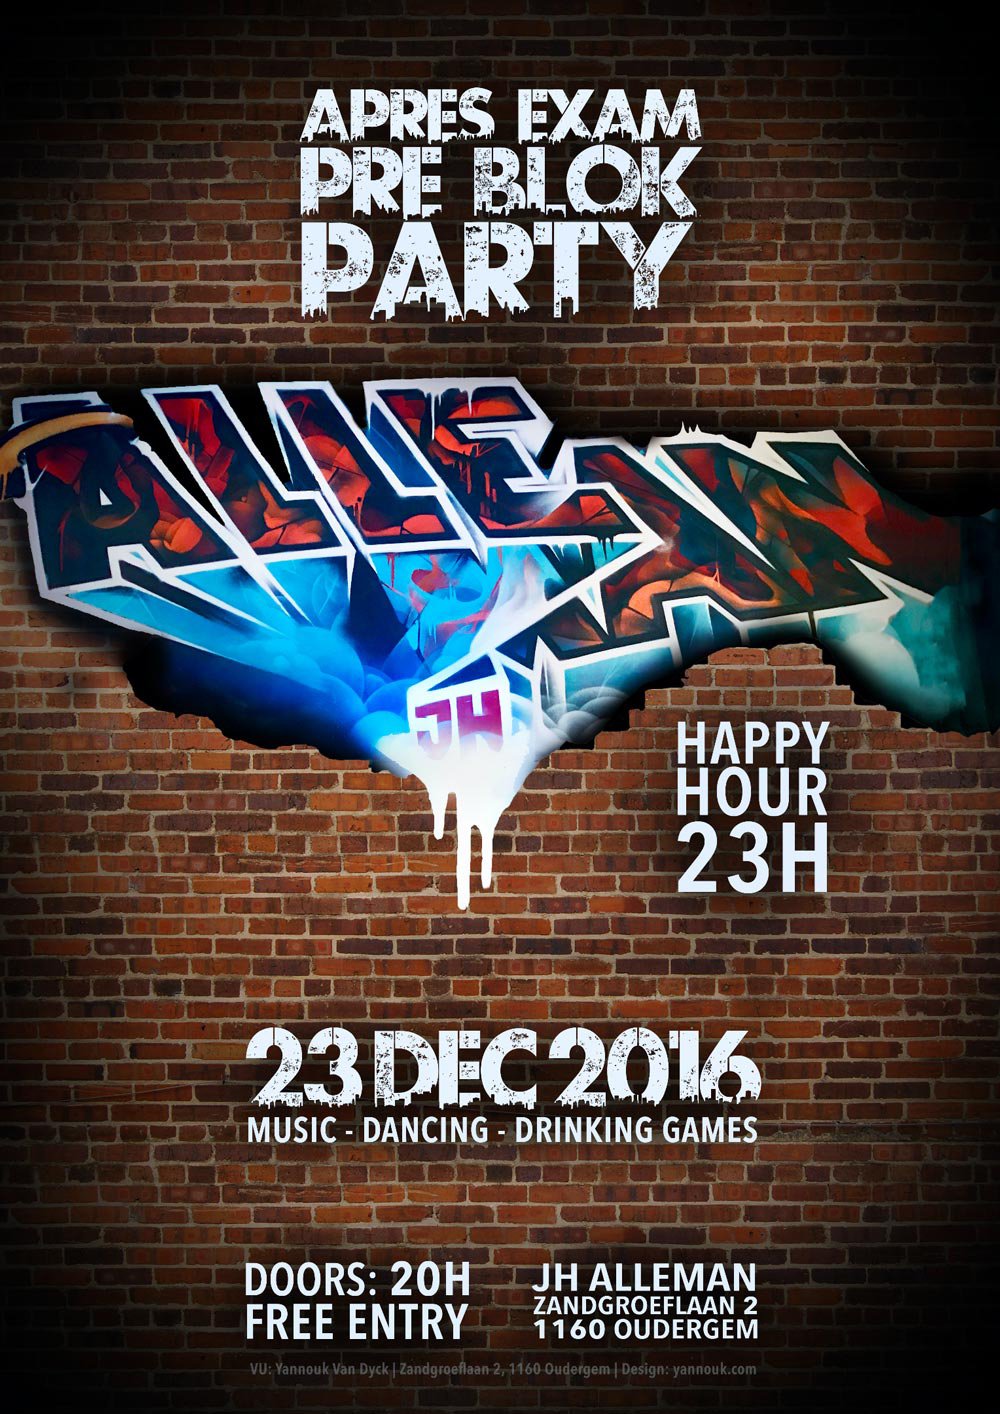 APRES EXAM
PRE BLOK
PARTY
ALLEMAN
JH
HAPPY
HOUR
23H
23 DEC 2016
MUSIC - DANCING - DRINKING GAMES
DOORS: 20H
FREE ENTRY
JH ALLEMAN
ZANDGROEFLAAN 2
1160 OUDERGEM
VU: Yannouk Van Dyck | Zandgroeflaan 2, 1160 Oudergem | Design: yannouk.com